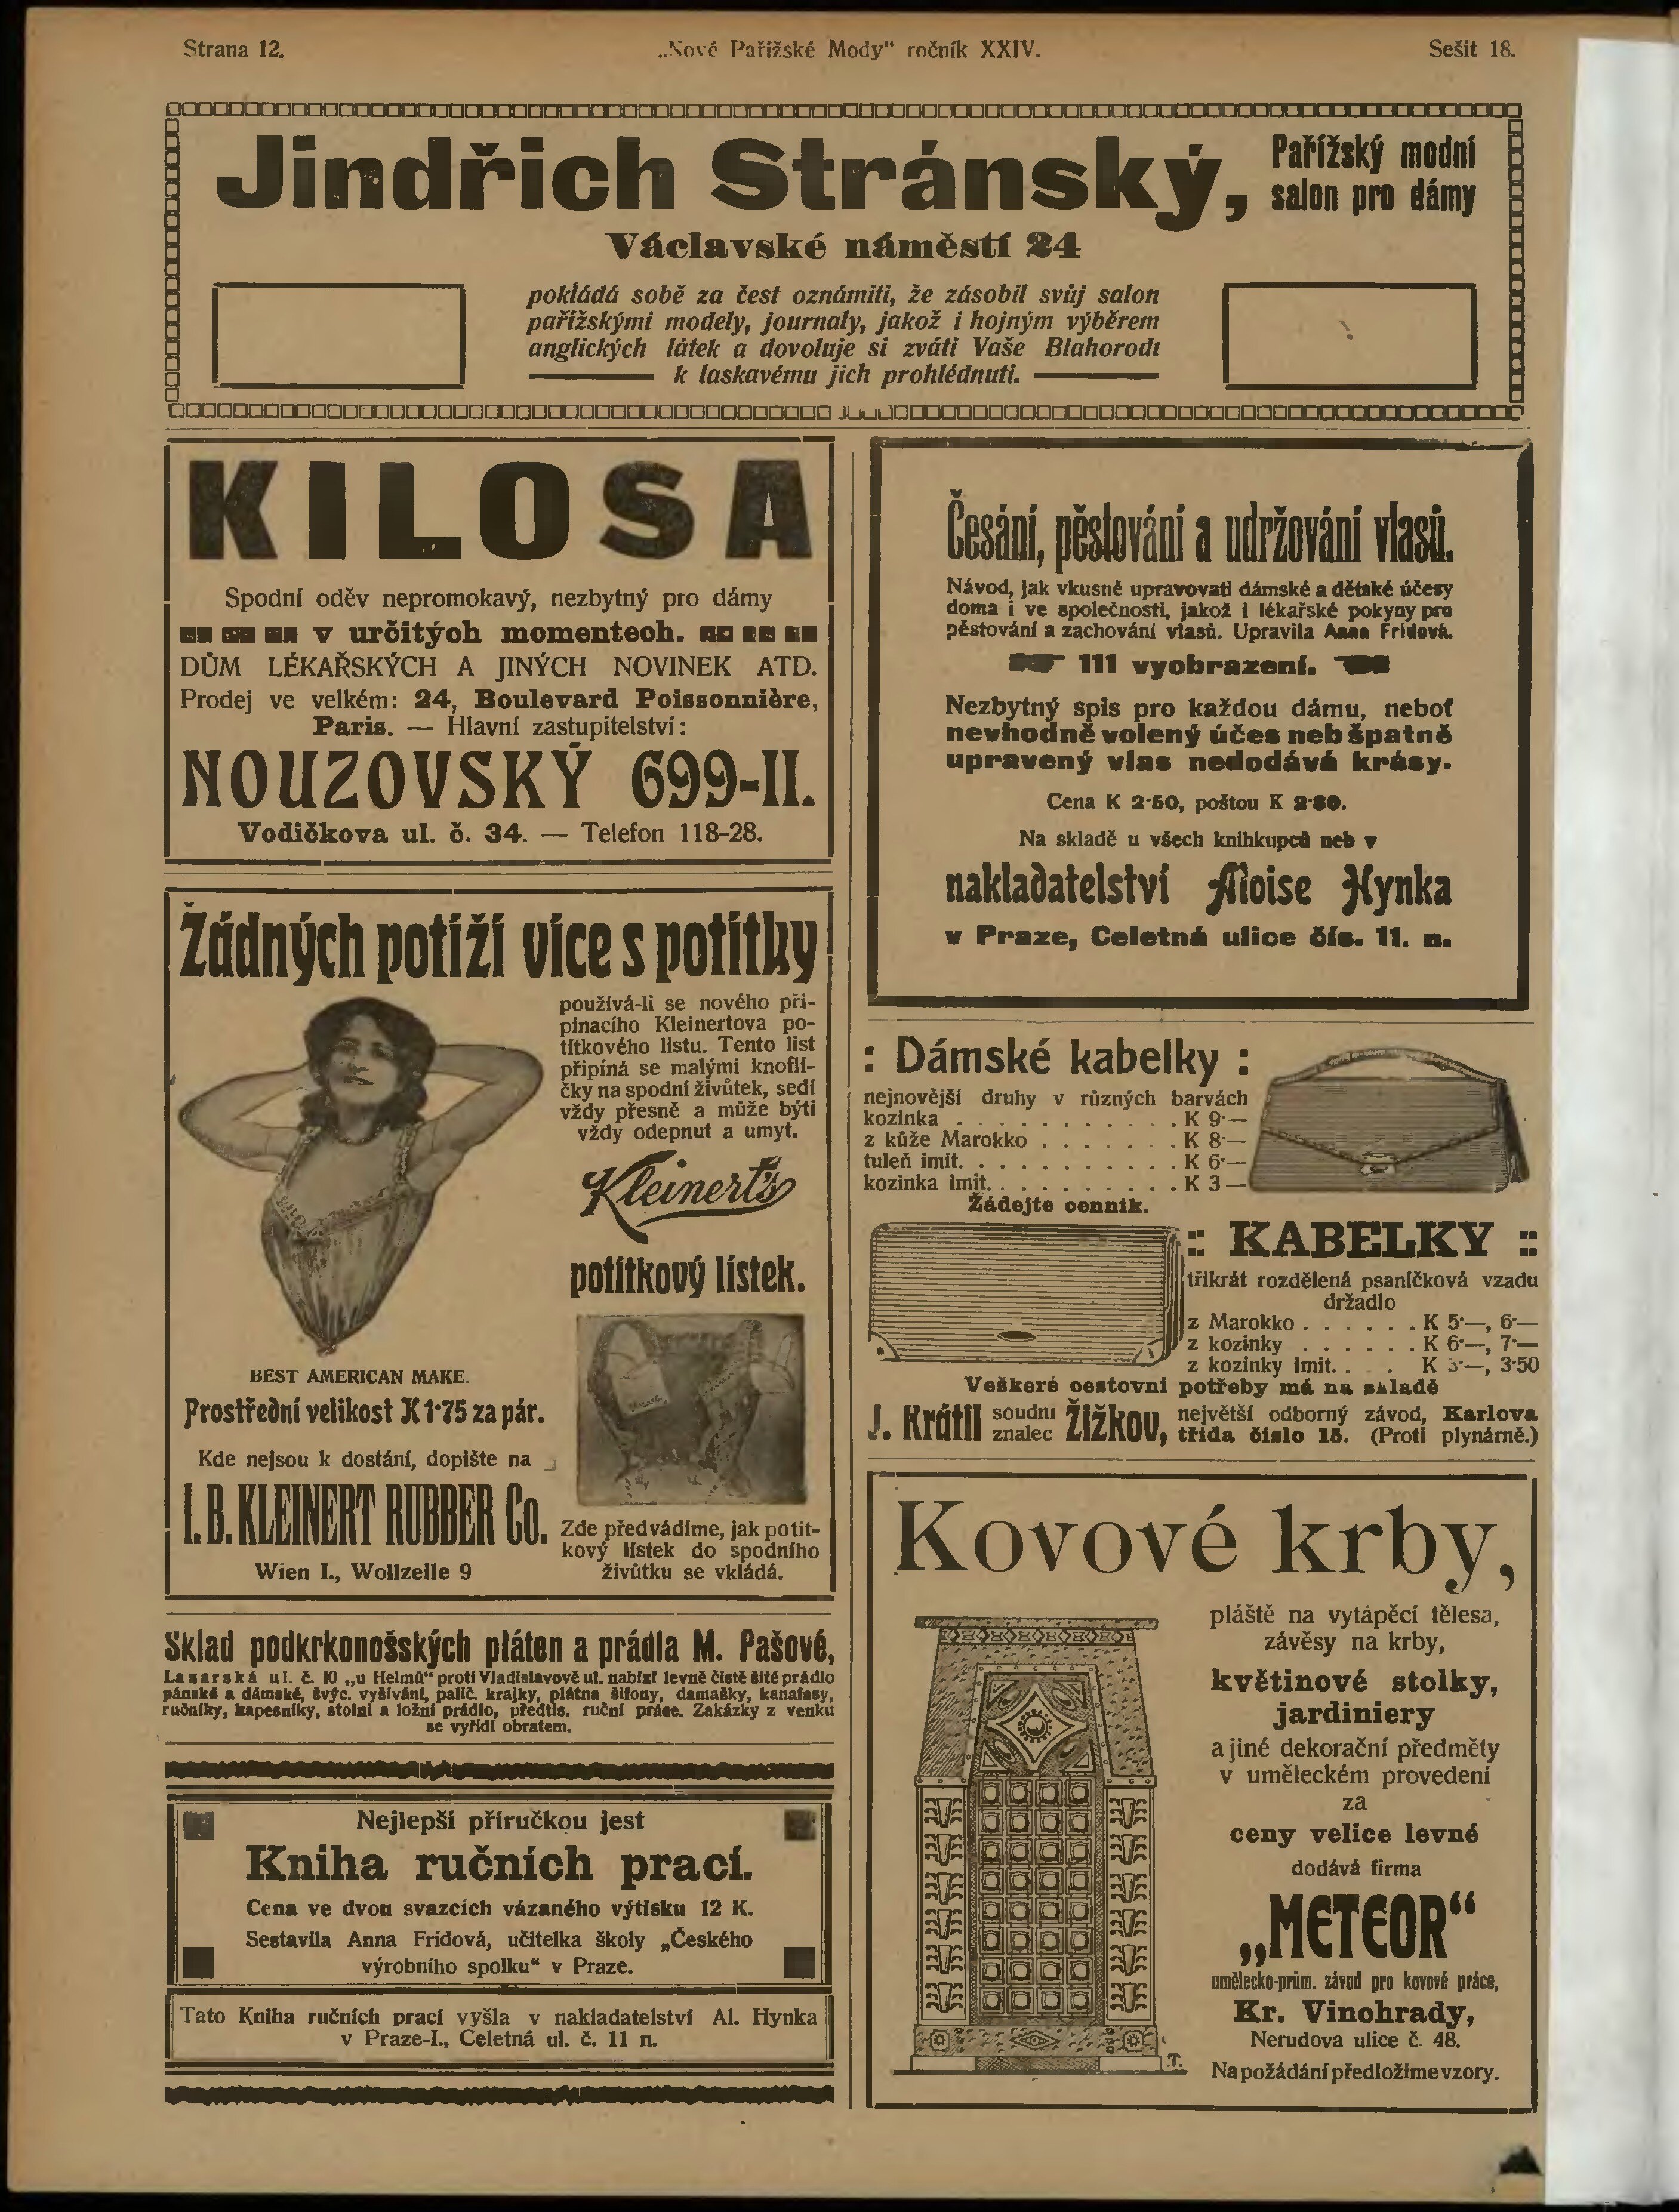 Strana 12.
„Nové Pařížské Mody“ ročník XXIV.
Sešit 18.
Jindřich Stránský,
Pařížský modní
salon pro dámy
Václavské náměstí 24
pokládá sobě za čest oznámiti, že zásobil svůj salon
pařížskými modely, journaly, jakož i hojným výběrem
anglických látek a dovoluje si zváti Vaše Blahorodí
k laskavému jich prohlédnutí.
KILOSA
Spodní oděv nepromokavý, nezbytný pro dámy
v určitých momentech.
DŮM LÉKAŘSKÝCH A JINÝCH NOVINEK ATD.
Prodej ve velkém: 24, Boulevard Poissonnière,
Paris. — Hlavní zastupitelství:
NOUZOVSKÝ 699-II.
Vodičkova ul. č. 34. — Telefon 118-28.
Žádných potíží více s potítky
používá-li se nového při-
pínacího Kleinertova po-
títkového listu. Tento list
připíná se malými knoflí-
čky na spodní živůtek, sedí
vždy přesně a může býti
vždy odepnut a umyt.
Kleinert's
potítkový lístek.
BEST AMERICAN MAKE.
Prostřední velikost K 1·75 za pár.
Kde nejsou k dostání, dopište na
I. B. KLEINERT RUBBER Co.
Wien I., Wollzeile 9
Zde předvádíme, jak potít-
kový lístek do spodního
živůtku se vkládá.
Sklad podkrkonošských pláten a prádla M. Pašové,
Lazarská ul. č. 10 „u Helmů“ proti Vladislavově ul. nabízí levně čistě šité prádlo
pánské a dámské, švýc. vyšívání, palič. krajky, plátna šifony, damašky, kanafasy,
ručníky, kapesníky, stolní a ložní prádlo, předtis. ruční práce. Zakázky z venku
se vyřídí obratem.
Nejlepší příručkou jest
Kniha ručních prací.
Cena ve dvou svazcích vázaného výtisku 12 K.
Sestavila Anna Frídová, učitelka školy „Českého
výrobního spolku“ v Praze.
Tato Kniha ručních prací vyšla v nakladatelství Al. Hynka
v Praze-I., Celetná ul. č. 11 n.
Česání, pěstování a udržování vlasů.
Návod, jak vkusně upravovati dámské a dětské účesy
doma i ve společnosti, jakož i lékařské pokyny pro
pěstování a zachování vlasů. Upravila Anna Frídová.
111 vyobrazení.
Nezbytný spis pro každou dámu, neboť
nevhodně volený účes neb špatně
upravený vlas nedodává krásy.
Cena K 2·50, poštou K 2·80.
Na skladě u všech knihkupců neb v
nakladatelství Aloise Hynka
v Praze, Celetná ulice čís. 11. n.
: Dámské kabelky :
nejnovější druhy v různých barvách
kozinka . . . . . . . . . . . K 9·—
z kůže Marokko . . . . . . . K 8·—
tuleň imit. . . . . . . . . . . K 6·—
kozinka imit. . . . . . . . . . K 3—
Žádejte cenník.
:: KABELKY ::
třikrát rozdělená psaníčková vzadu
držadlo
z Marokko . . . . . . K 5·—, 6·—
z kozinky . . . . . . K 6·—, 7·—
z kozinky imit. . . . K 3·—, 3·50
Veškeré cestovní potřeby má na skladě
J. Krátil soudní znalec Žižkov, největší odborný závod, Karlova
třída číslo 15. (Proti plynárně.)
Kovové krby,
pláště na vytápěcí tělesa,
závěsy na krby,
květinové stolky,
jardiniery
a jiné dekorační předměty
v uměleckém provedení
za
ceny velice levné
dodává firma
„METEOR“
umělecko-prům. závod pro kovové práce,
Kr. Vinohrady,
Nerudova ulice č. 48.
Na požádání předložíme vzory.
.T.